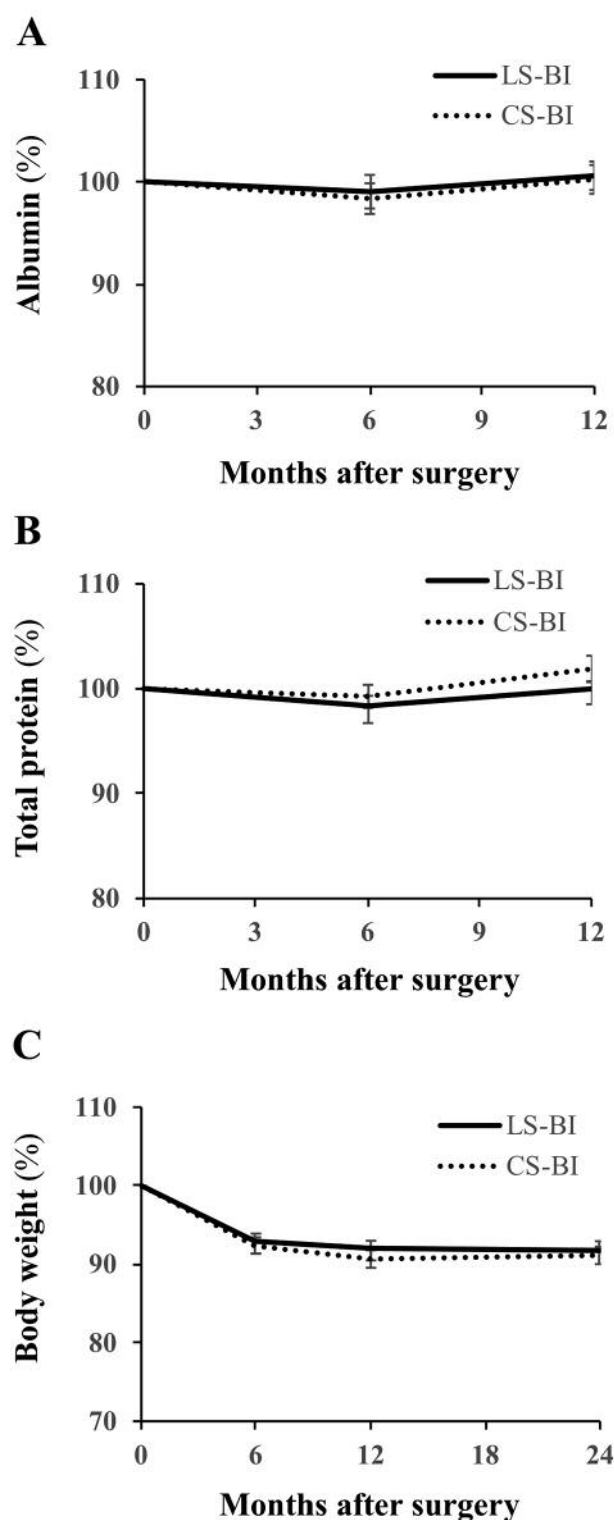 A
LS-BI
CS-BI
Albumin (%)
110
100
90
80
0 3 6 9 12
Months after surgery
B
LS-BI
CS-BI
Total protein (%)
110
100
90
80
0 3 6 9 12
Months after surgery
C
LS-BI
CS-BI
Body weight (%)
110
100
90
80
70
0 6 12 18 24
Months after surgery